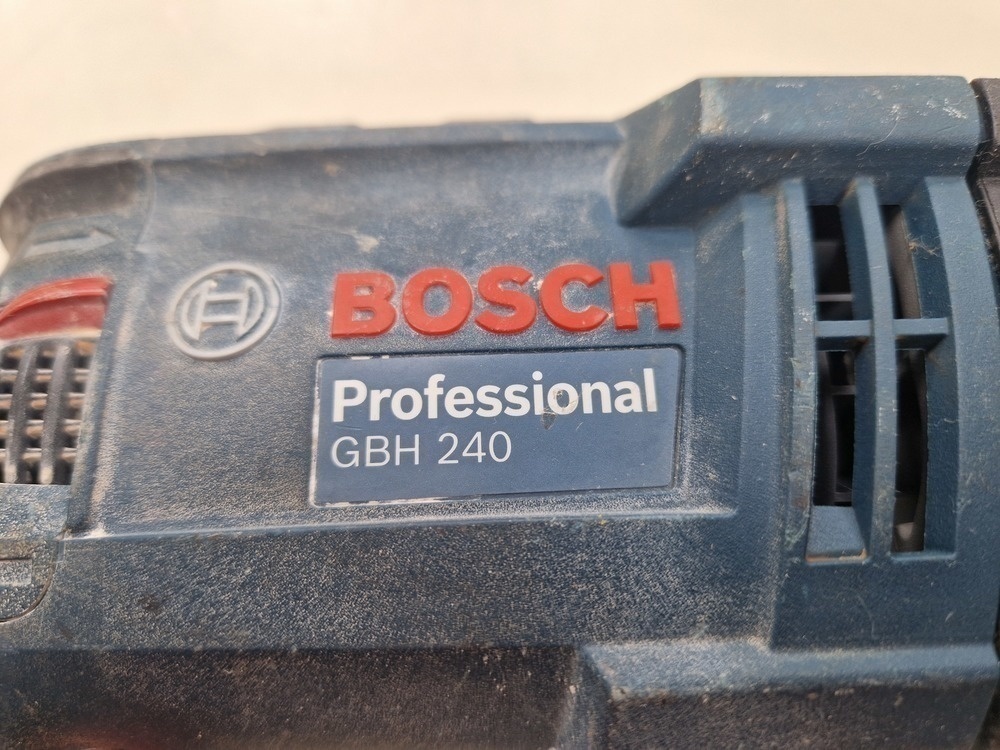 BOSCH
Professional
GBH 240